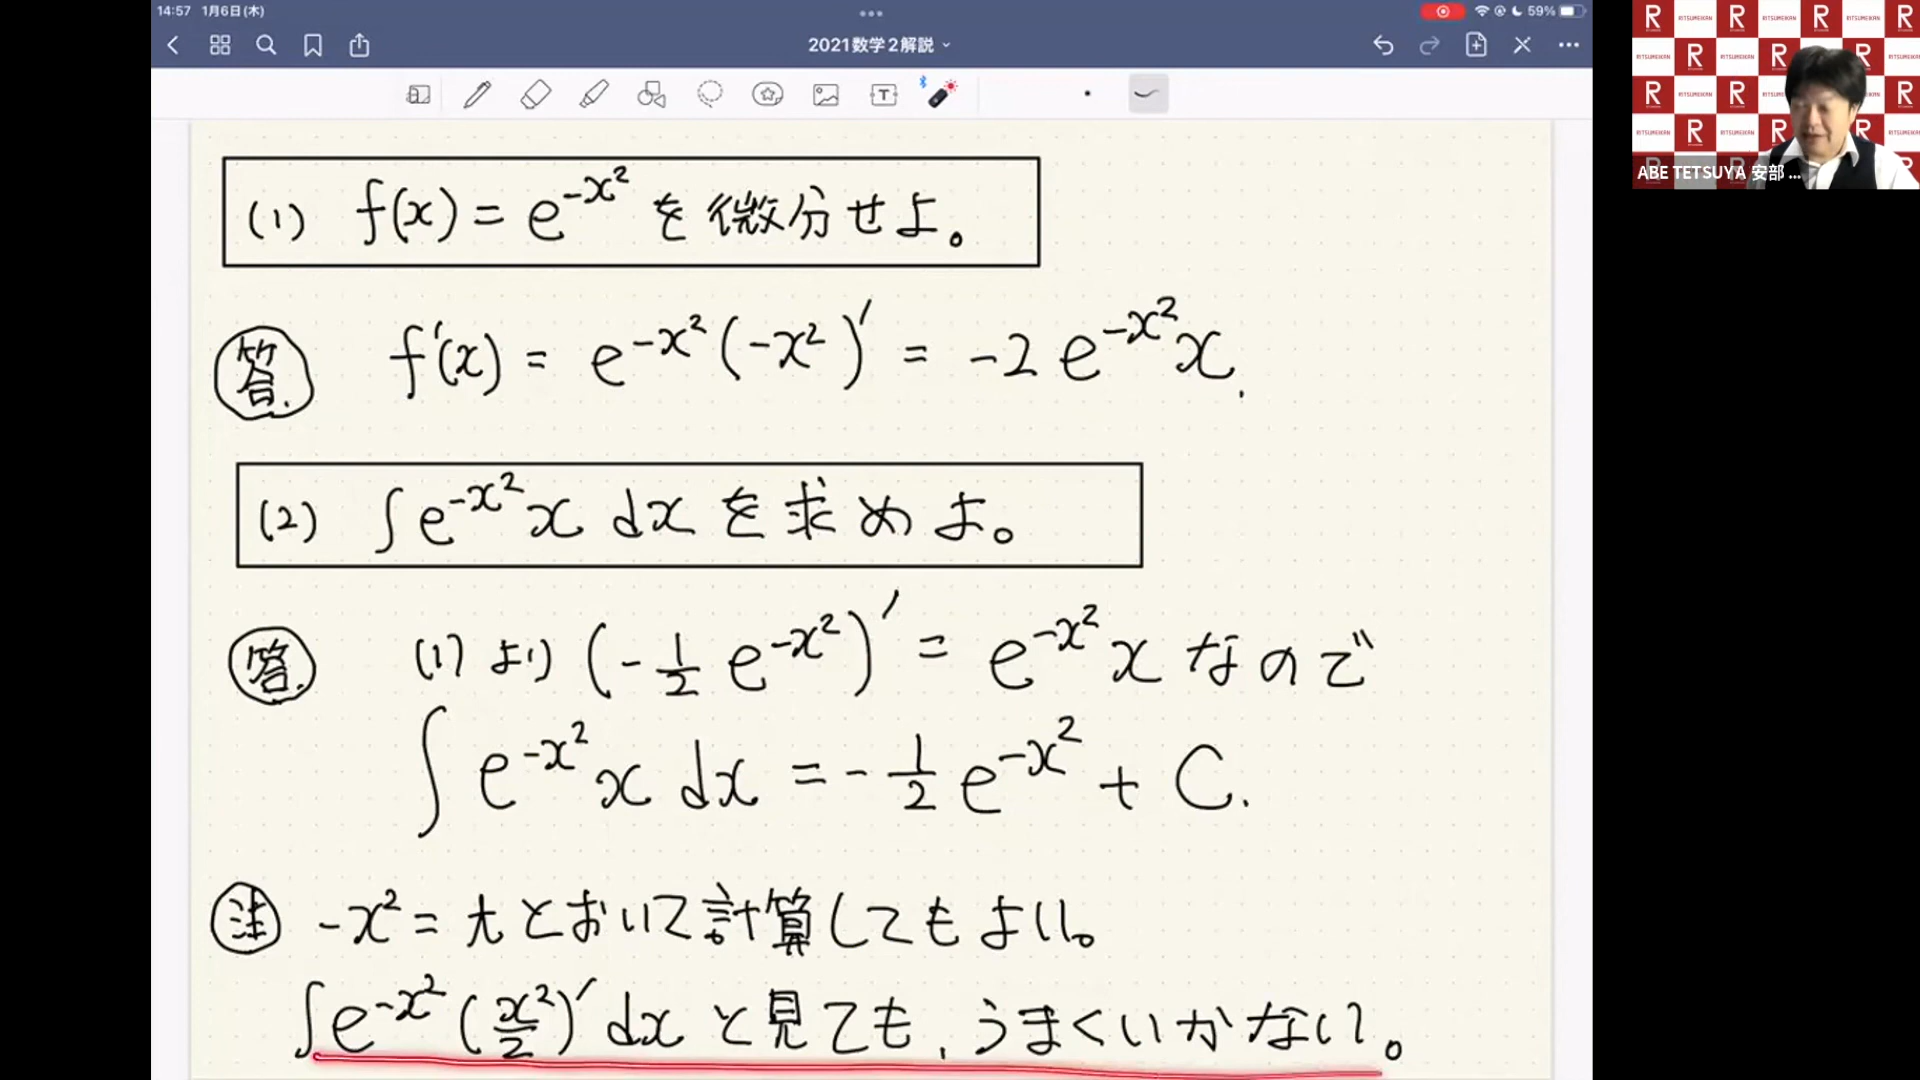 14:57 1月6日(木)
59%
2021数学2解説
(1) f(x) = e^{-x^2} を微分せよ。
答. f'(x) = e^{-x^2}(-x^2)' = -2e^{-x^2}x.
(2) ∫e^{-x^2}x dx を求めよ。
答. (1)より (-1/2 e^{-x^2})' = e^{-x^2}x なので
∫e^{-x^2}x dx = -1/2 e^{-x^2} + C.
注 -x^2 = t とおいて計算してもよい。
∫e^{-x^2}(x^2/2)' dx と見ても, うまくいかない。
R RITSUMEIKAN
ABE TETSUYA 安部 ...